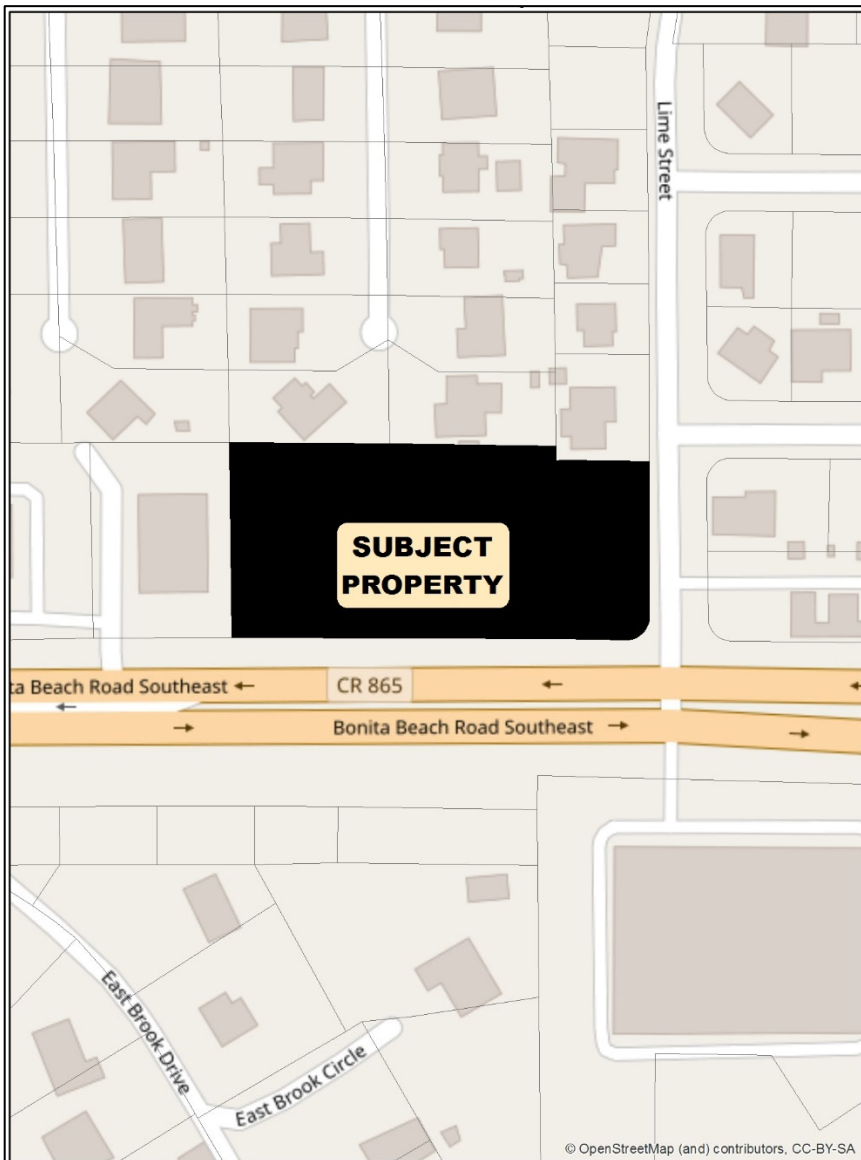 Lime Street
SUBJECT
PROPERTY
ta Beach Road Southeast
CR 865
Bonita Beach Road Southeast
East Brook Drive
East Brook Circle
© OpenStreetMap (and) contributors, CC-BY-SA